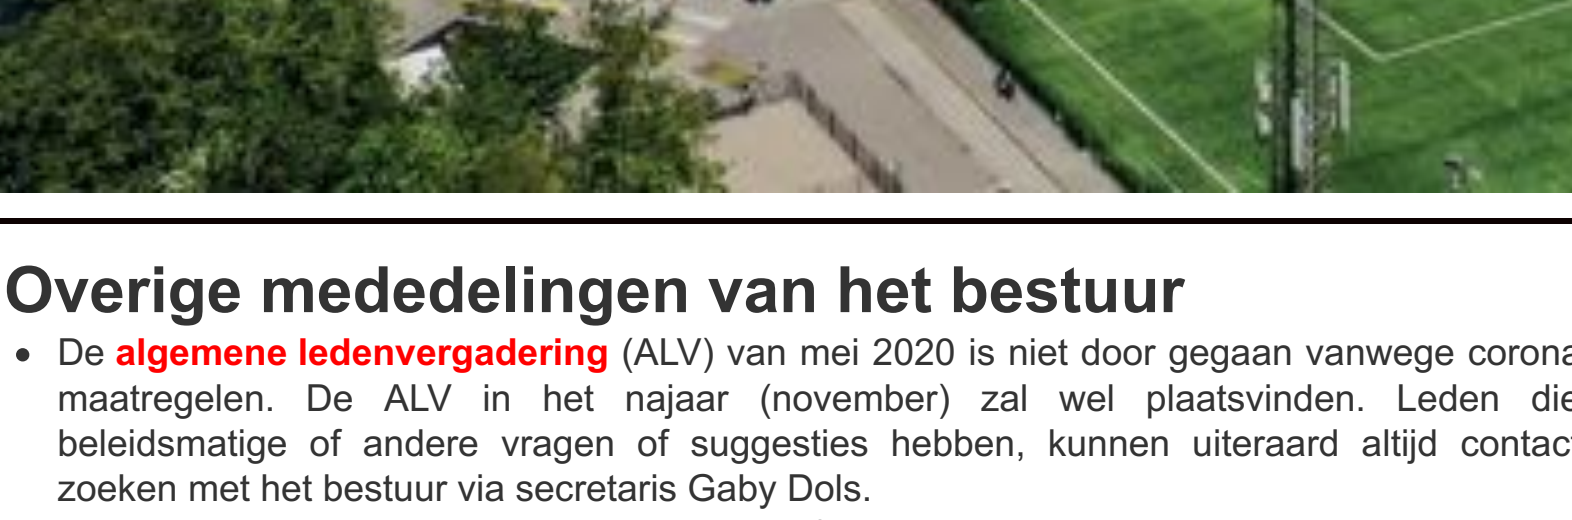 Overige mededelingen van het bestuur
• De algemene ledenvergadering (ALV) van mei 2020 is niet door gegaan vanwege corona
maatregelen. De ALV in het najaar (november) zal wel plaatsvinden. Leden die
beleidsmatige of andere vragen of suggesties hebben, kunnen uiteraard altijd contact
zoeken met het bestuur via secretaris Gaby Dols.